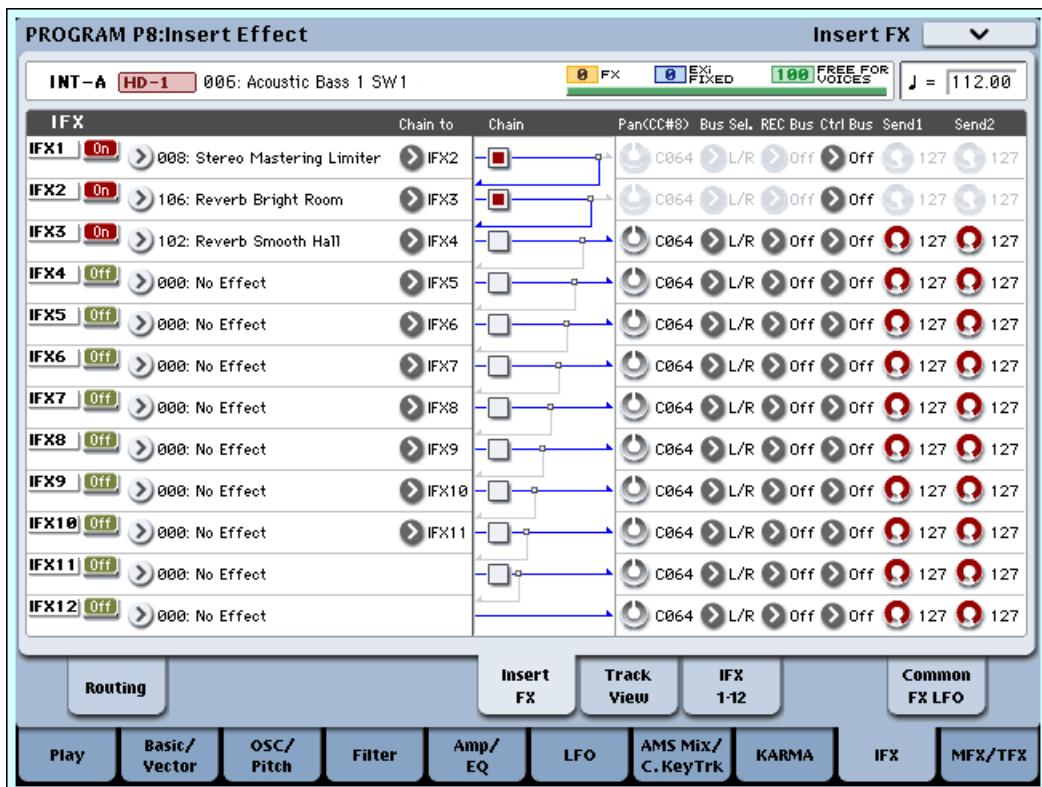 PROGRAM P8:Insert Effect Insert FX
INT-A HD-1 006: Acoustic Bass 1 SW1 0 FX 0 EXi FIXED 100 FREE FOR VOICES ♩ = 112.00
IFX Chain to Chain Pan(CC#8) Bus Sel. REC Bus Ctrl Bus Send1 Send2
IFX1 On 008: Stereo Mastering Limiter IFX2 C064 L/R Off Off 127 127
IFX2 On 106: Reverb Bright Room IFX3 C064 L/R Off Off 127 127
IFX3 On 102: Reverb Smooth Hall IFX4 C064 L/R Off Off 127 127
IFX4 Off 000: No Effect IFX5 C064 L/R Off Off 127 127
IFX5 Off 000: No Effect IFX6 C064 L/R Off Off 127 127
IFX6 Off 000: No Effect IFX7 C064 L/R Off Off 127 127
IFX7 Off 000: No Effect IFX8 C064 L/R Off Off 127 127
IFX8 Off 000: No Effect IFX9 C064 L/R Off Off 127 127
IFX9 Off 000: No Effect IFX10 C064 L/R Off Off 127 127
IFX10 Off 000: No Effect IFX11 C064 L/R Off Off 127 127
IFX11 Off 000: No Effect C064 L/R Off Off 127 127
IFX12 Off 000: No Effect C064 L/R Off Off 127 127
Routing Insert FX Track View IFX 1-12 Common FX LFO
Play Basic/ Vector OSC/ Pitch Filter Amp/ EQ LFO AMS Mix/ C.KeyTrk KARMA IFX MFX/TFX